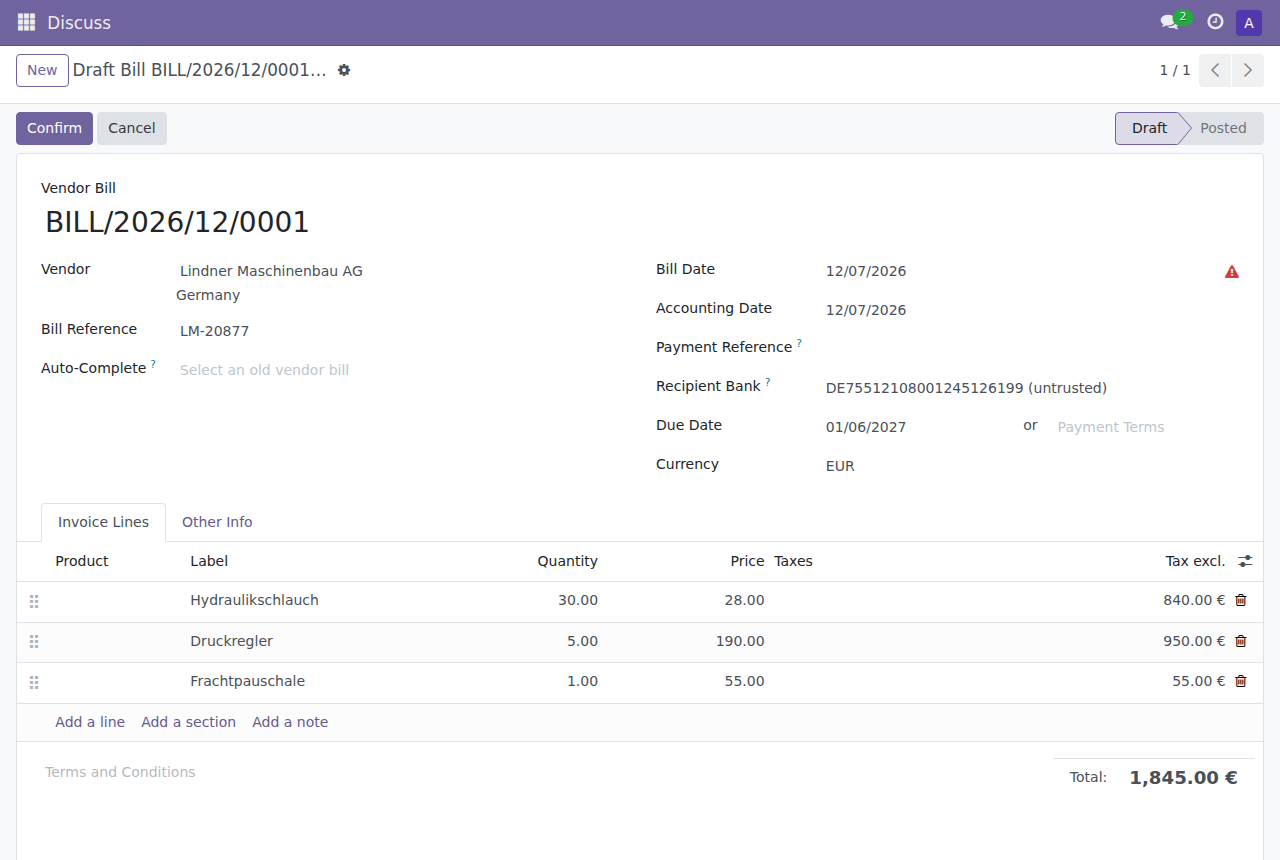 Discuss
2
A
New Draft Bill BILL/2026/12/0001...
1 / 1
Confirm Cancel
Draft Posted
Vendor Bill
BILL/2026/12/0001
Vendor Lindner Maschinenbau AG
Germany
Bill Reference LM-20877
Auto-Complete ? Select an old vendor bill
Bill Date 12/07/2026
Accounting Date 12/07/2026
Payment Reference ?
Recipient Bank ? DE75512108001245126199 (untrusted)
Due Date 01/06/2027 or Payment Terms
Currency EUR
Invoice Lines Other Info
Product Label Quantity Price Taxes Tax excl.
Hydraulikschlauch 30.00 28.00 840.00 €
Druckregler 5.00 190.00 950.00 €
Frachtpauschale 1.00 55.00 55.00 €
Add a line Add a section Add a note
Terms and Conditions
Total: 1,845.00 €